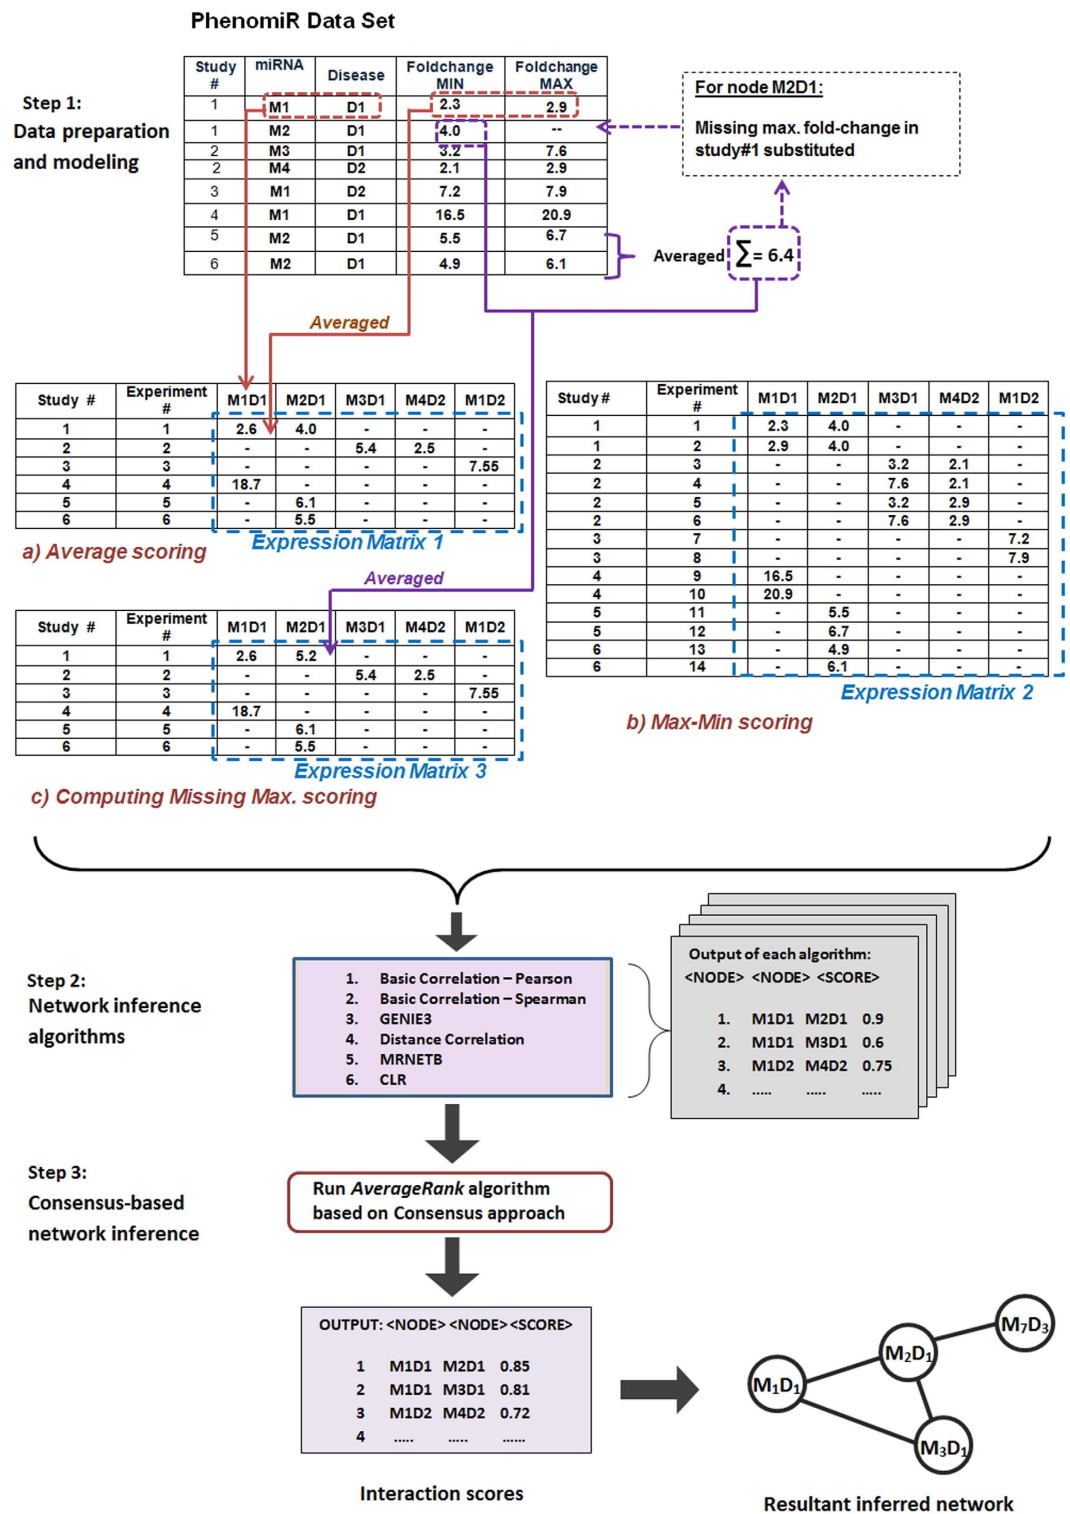 PhenomiR Data Set
Step 1:
Data preparation
and modeling
Study # miRNA Disease Foldchange MIN Foldchange MAX
1 M1 D1 2.3 2.9
1 M2 D1 4.0 --
2 M3 D1 3.2 7.6
2 M4 D2 2.1 2.9
3 M1 D2 7.2 7.9
4 M1 D1 16.5 20.9
5 M2 D1 5.5 6.7
6 M2 D1 4.9 6.1
For node M2D1:
Missing max. fold-change in
study#1 substituted
Averaged Σ= 6.4
Averaged
Study # Experiment # M1D1 M2D1 M3D1 M4D2 M1D2
1 1 2.6 4.0 - - -
2 2 - - 5.4 2.5 -
3 3 - - - - 7.55
4 4 18.7 - - - -
5 5 - 6.1 - - -
6 6 - 5.5 - - -
Expression Matrix 1
a) Average scoring
Averaged
Study # Experiment # M1D1 M2D1 M3D1 M4D2 M1D2
1 1 2.6 5.2 - - -
2 2 - - 5.4 2.5 -
3 3 - - - - 7.55
4 4 18.7 - - - -
5 5 - 6.1 - - -
6 6 - 5.5 - - -
Expression Matrix 3
c) Computing Missing Max. scoring
Study # Experiment # M1D1 M2D1 M3D1 M4D2 M1D2
1 1 2.3 4.0 - - -
1 2 2.9 4.0 - - -
2 3 - - 3.2 2.1 -
2 4 - - 7.6 2.1 -
2 5 - - 3.2 2.9 -
2 6 - - 7.6 2.9 -
3 7 - - - - 7.2
3 8 - - - - 7.9
4 9 16.5 - - - -
4 10 20.9 - - - -
5 11 - 5.5 - - -
5 12 - 6.7 - - -
6 13 - 4.9 - - -
6 14 - 6.1 - - -
Expression Matrix 2
b) Max-Min scoring
Step 2:
Network inference
algorithms
1. Basic Correlation – Pearson
2. Basic Correlation – Spearman
3. GENIE3
4. Distance Correlation
5. MRNETB
6. CLR
Output of each algorithm:
<NODE> <NODE> <SCORE>
1. M1D1 M2D1 0.9
2. M1D1 M3D1 0.6
3. M1D2 M4D2 0.75
4. ..... ..... .....
Step 3:
Consensus-based
network inference
Run AverageRank algorithm
based on Consensus approach
OUTPUT: <NODE> <NODE> <SCORE>
1 M1D1 M2D1 0.85
2 M1D1 M3D1 0.81
3 M1D2 M4D2 0.72
4 ..... ..... ......
Interaction scores
M₇D₃
M₂D₁
M₁D₁
M₃D₁
Resultant inferred network